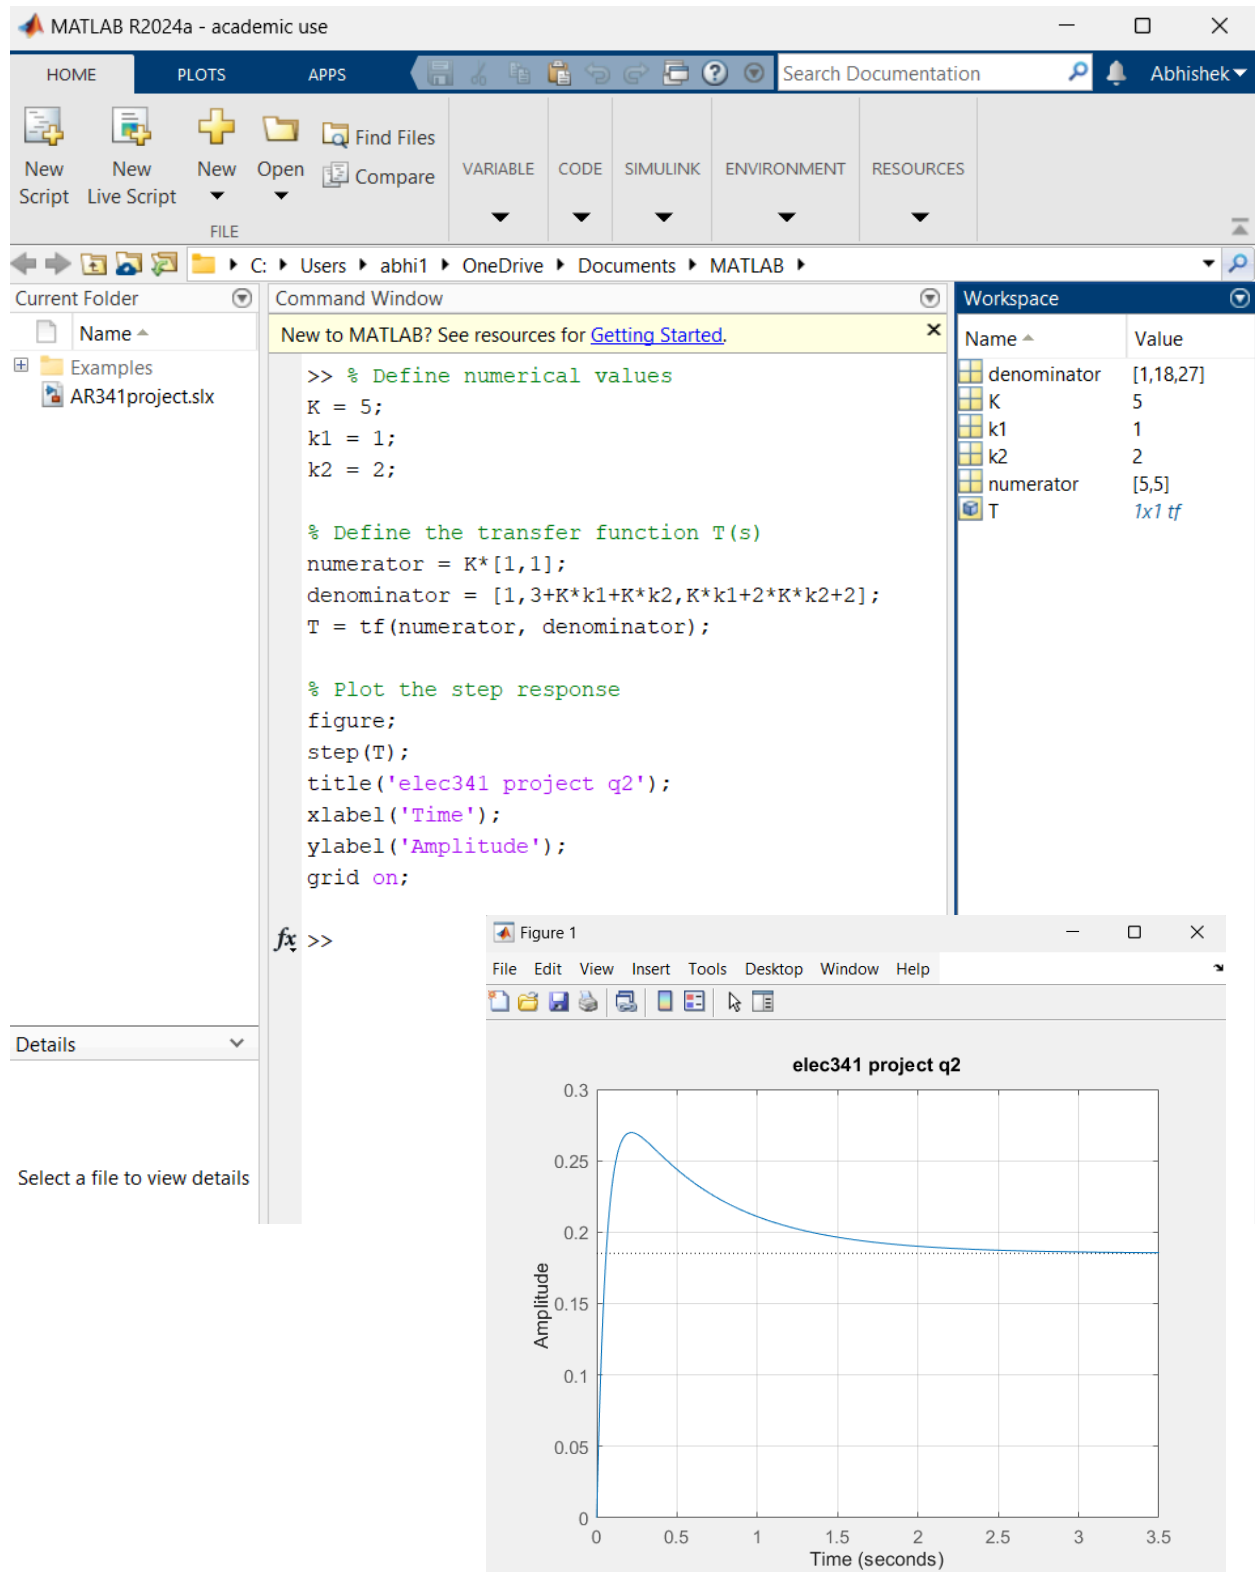 MATLAB R2024a - academic use
HOME PLOTS APPS Search Documentation Abhishek
New Script New Live Script New Open Find Files Compare
FILE VARIABLE CODE SIMULINK ENVIRONMENT RESOURCES
C: Users abhi1 OneDrive Documents MATLAB
Current Folder
Name
Examples
AR341project.slx
Details
Select a file to view details
Command Window
New to MATLAB? See resources for Getting Started.
>> % Define numerical values
K = 5;
k1 = 1;
k2 = 2;
% Define the transfer function T(s)
numerator = K*[1,1];
denominator = [1,3+K*k1+K*k2,K*k1+2*K*k2+2];
T = tf(numerator, denominator);
% Plot the step response
figure;
step(T);
title('elec341 project q2');
xlabel('Time');
ylabel('Amplitude');
grid on;
fx >>
Workspace
Name Value
denominator [1,18,27]
K 5
k1 1
k2 2
numerator [5,5]
T 1x1 tf
Figure 1
File Edit View Insert Tools Desktop Window Help
elec341 project q2
0.3
0.25
0.2
0.15
0.1
0.05
0
Amplitude
0 0.5 1 1.5 2 2.5 3 3.5
Time (seconds)